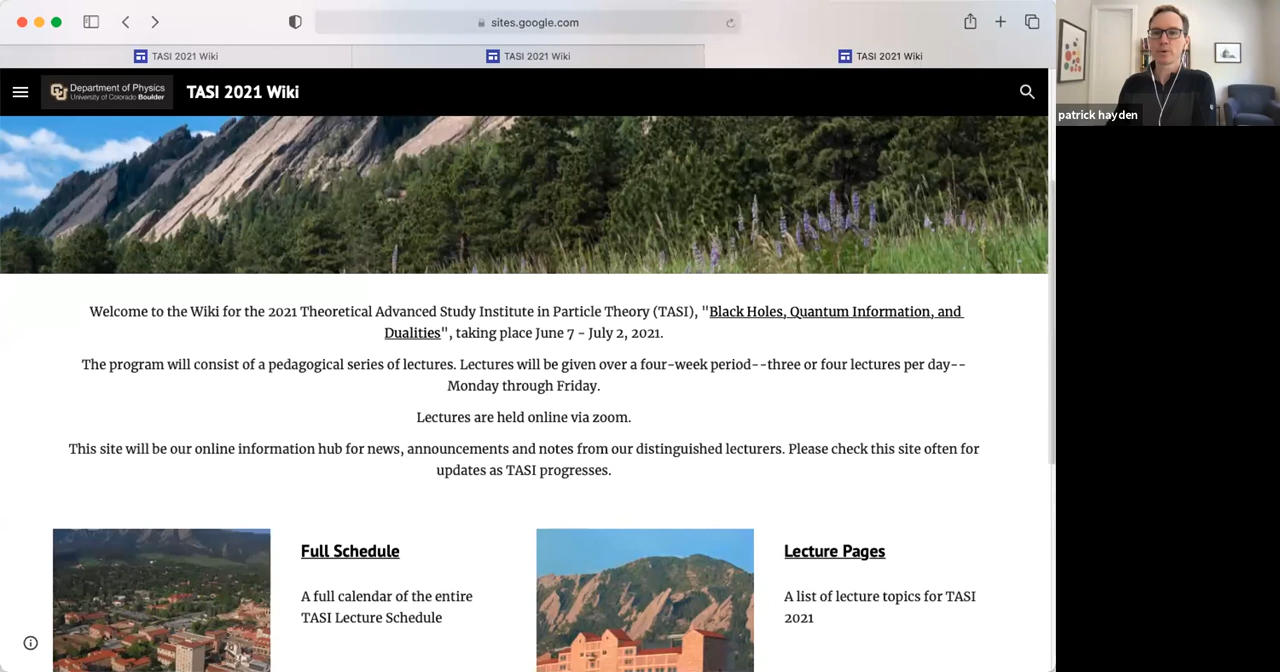 sites.google.com
TASI 2021 Wiki
TASI 2021 Wiki
TASI 2021 Wiki
CU
Department of Physics
University of Colorado Boulder
TASI 2021 Wiki
patrick hayden
Welcome to the Wiki for the 2021 Theoretical Advanced Study Institute in Particle Theory (TASI), "Black Holes, Quantum Information, and
Dualities", taking place June 7 - July 2, 2021.
The program will consist of a pedagogical series of lectures. Lectures will be given over a four-week period--three or four lectures per day--
Monday through Friday.
Lectures are held online via zoom.
This site will be our online information hub for news, announcements and notes from our distinguished lecturers. Please check this site often for
updates as TASI progresses.
Full Schedule
A full calendar of the entire
TASI Lecture Schedule
Lecture Pages
A list of lecture topics for TASI
2021